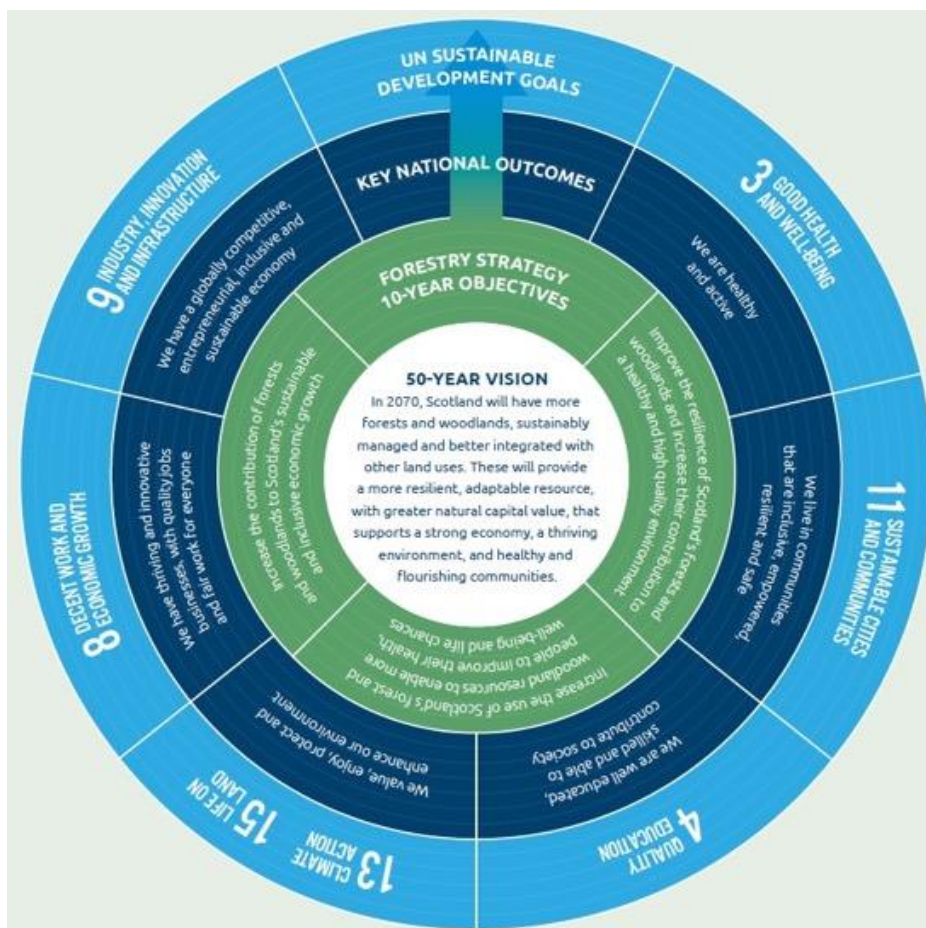 UN SUSTAINABLE
DEVELOPMENT GOALS
KEY NATIONAL OUTCOMES
FORESTRY STRATEGY
10-YEAR OBJECTIVES
50-YEAR VISION
In 2070, Scotland will have more
forests and woodlands, sustainably
managed and better integrated with
other land uses. These will provide
a more resilient, adaptable resource,
with greater natural capital value, that
supports a strong economy, a thriving
environment, and healthy and
flourishing communities.
Improve the resilience of Scotland's forests and
woodlands and increase their contribution to
a healthy and high quality environment
Increase the use of Scotland's forest and
woodland resources to enable more
people to improve their health,
well-being and life chances
Increase the contribution of forests
and woodlands to Scotland's sustainable
and inclusive economic growth
We are healthy
and active
We live in communities
that are inclusive, empowered,
resilient and safe
We are well educated,
skilled and able to
contribute to society
We value, enjoy, protect and
enhance our environment
We have thriving and innovative
businesses, with quality jobs
and fair work for everyone
We have a globally competitive,
entrepreneurial, inclusive and
sustainable economy
3 GOOD HEALTH
AND WELL-BEING
11 SUSTAINABLE CITIES
AND COMMUNITIES
4 QUALITY
EDUCATION
13 CLIMATE
ACTION
15 LIFE ON
LAND
8 DECENT WORK AND
ECONOMIC GROWTH
9 INDUSTRY, INNOVATION
AND INFRASTRUCTURE